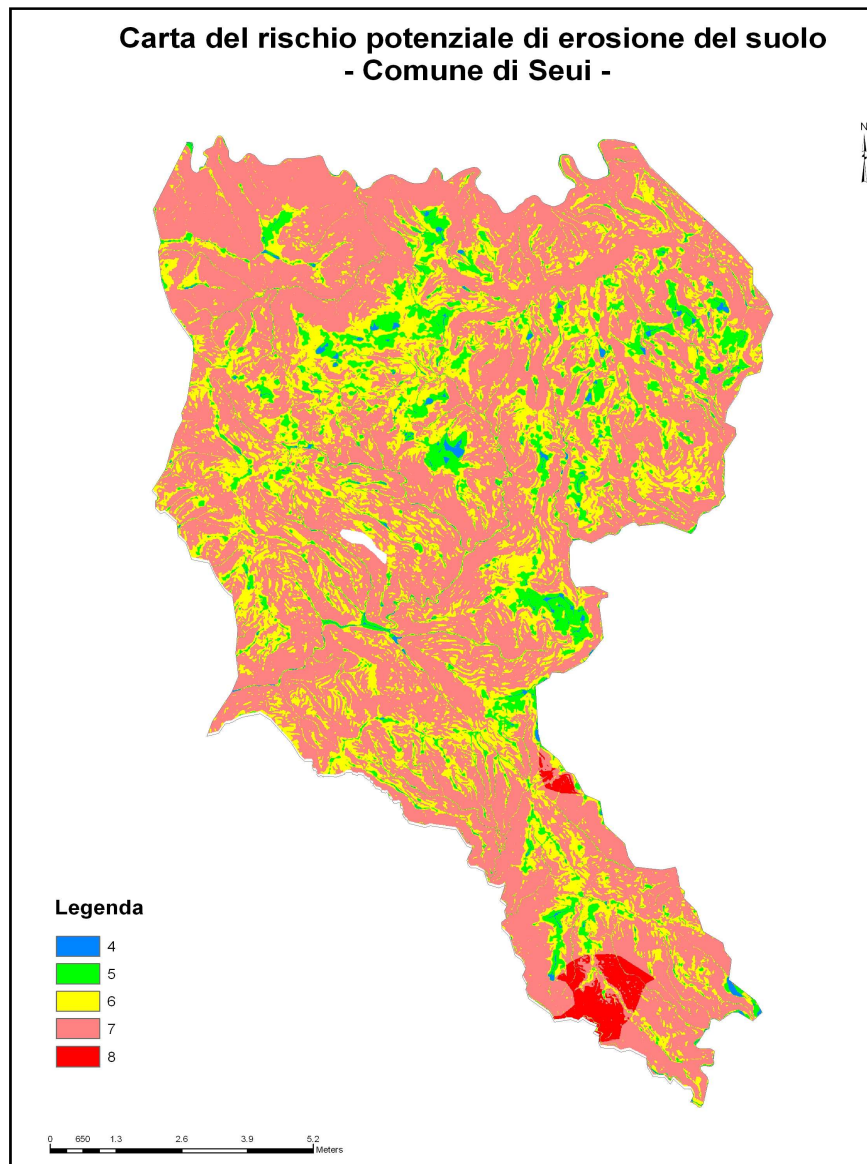 Carta del rischio potenziale di erosione del suolo
- Comune di Seui -
N
Legenda
4
5
6
7
8
0 650 1.3 2.6 3.9 5.2
Meters